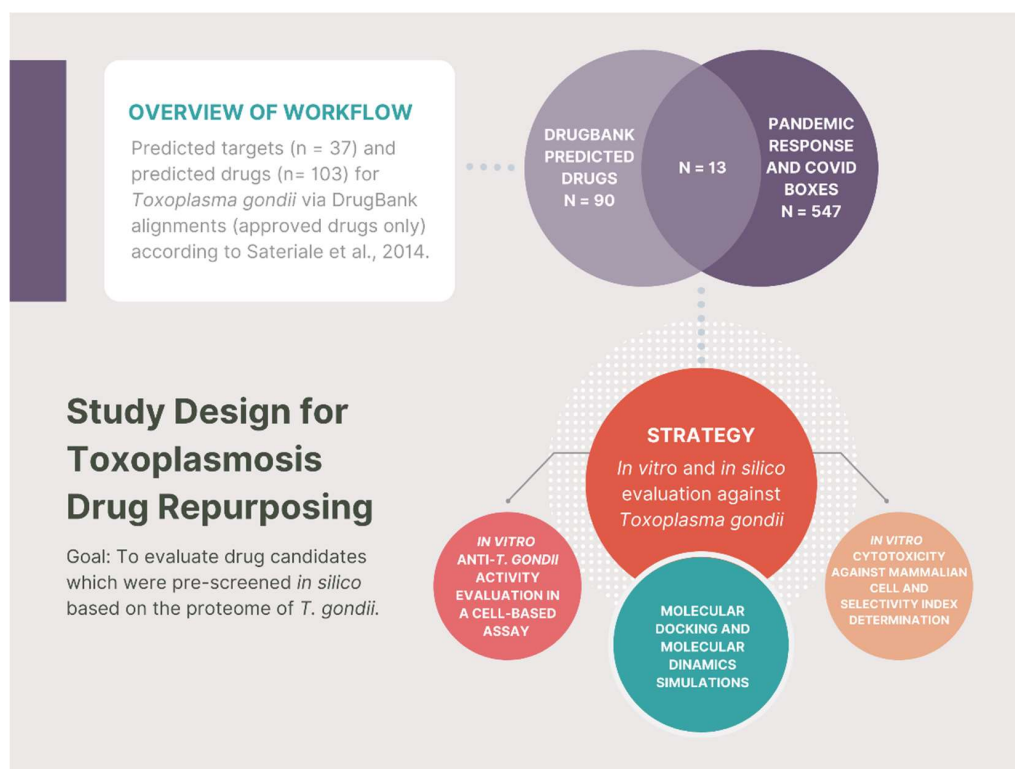 OVERVIEW OF WORKFLOW
Predicted targets (n = 37) and
predicted drugs (n= 103) for
Toxoplasma gondii via DrugBank
alignments (approved drugs only)
according to Sateriale et al., 2014.
DRUGBANK
PREDICTED
DRUGS
N = 90
N = 13
PANDEMIC
RESPONSE
AND COVID
BOXES
N = 547
Study Design for
Toxoplasmosis
Drug Repurposing
Goal: To evaluate drug candidates
which were pre-screened in silico
based on the proteome of T. gondii.
STRATEGY
In vitro and in silico
evaluation against
Toxoplasma gondii
IN VITRO
ANTI-T. GONDII
ACTIVITY
EVALUATION IN
A CELL-BASED
ASSAY
MOLECULAR
DOCKING AND
MOLECULAR
DINAMICS
SIMULATIONS
IN VITRO
CYTOTOXICITY
AGAINST MAMMALIAN
CELL AND
SELECTIVITY INDEX
DETERMINATION